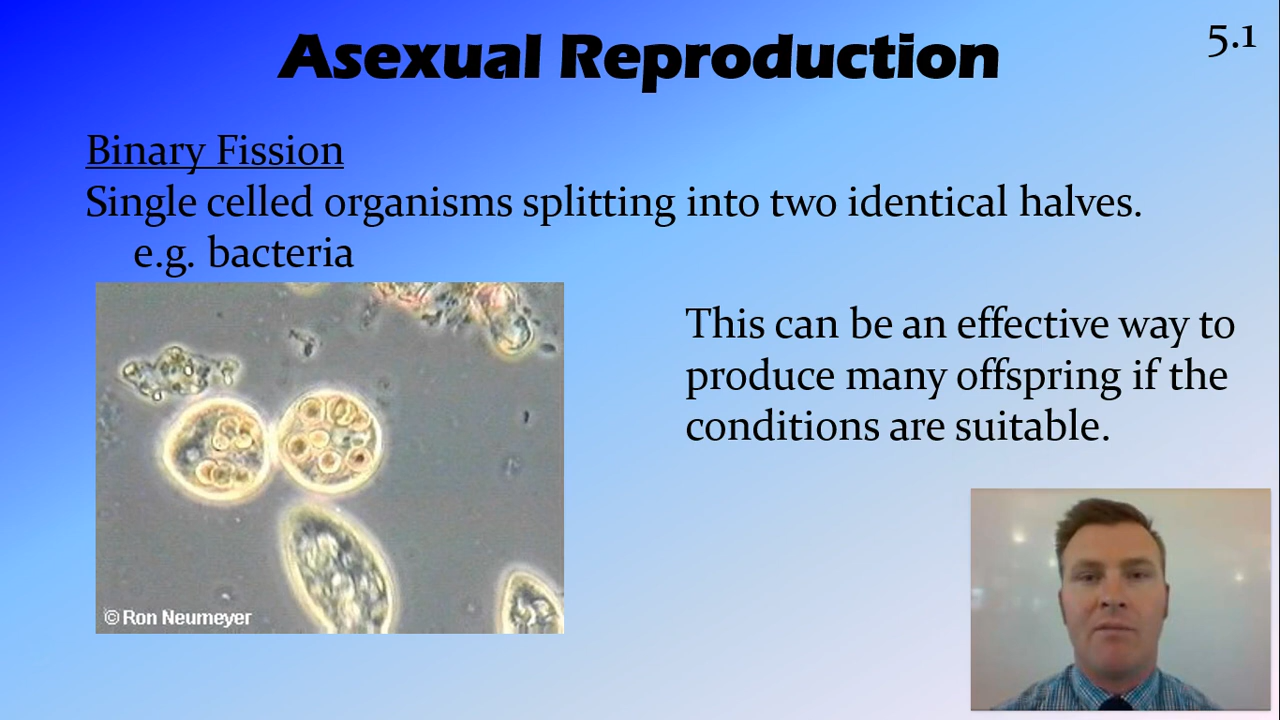 Asexual Reproduction
5.1
Binary Fission
Single celled organisms splitting into two identical halves.
e.g. bacteria
This can be an effective way to
produce many offspring if the
conditions are suitable.
© Ron Neumeyer